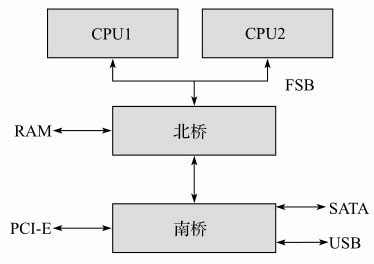 CPU1
CPU2
FSB
RAM
北桥
PCI-E
南桥
SATA
USB